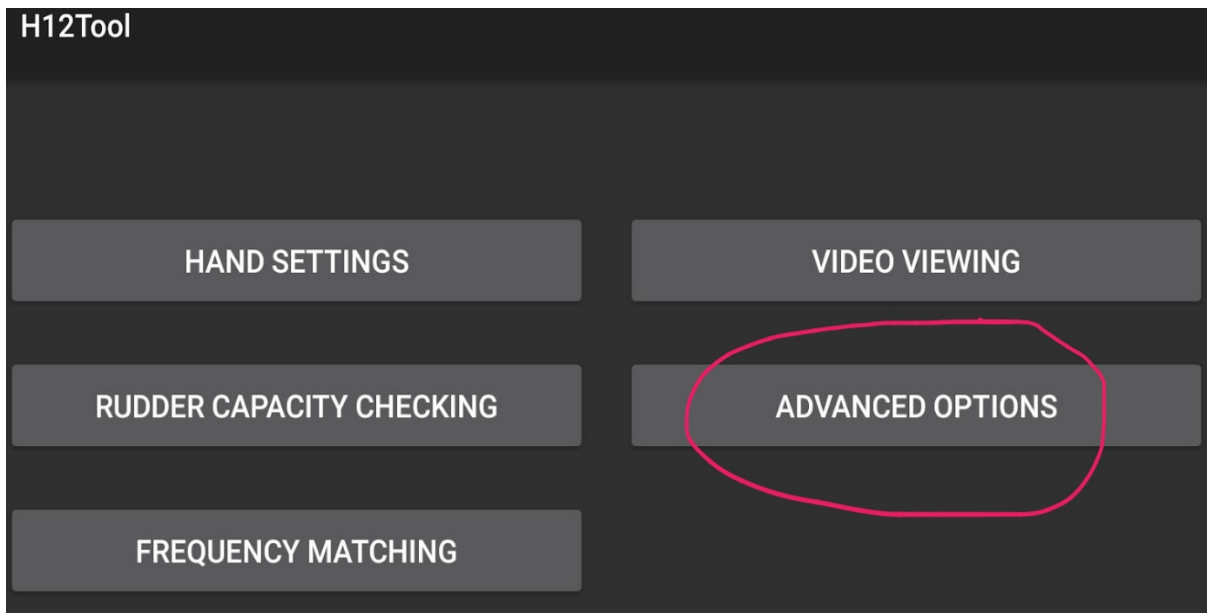 H12Tool
HAND SETTINGS
VIDEO VIEWING
RUDDER CAPACITY CHECKING
ADVANCED OPTIONS
FREQUENCY MATCHING